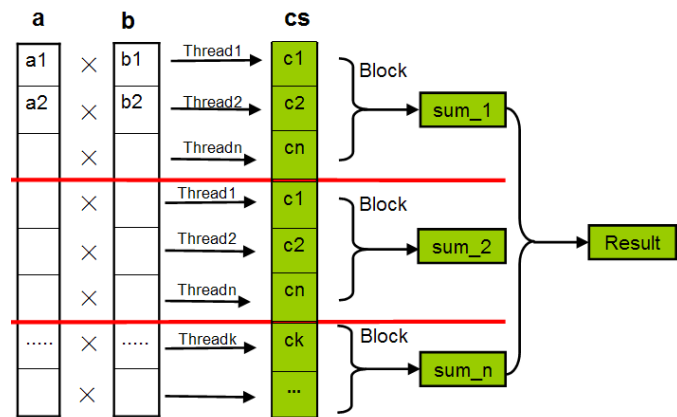 a b cs
a1 × b1 Thread1 c1 Block
a2 × b2 Thread2 c2 sum_1
× Threadn cn
× Thread1 c1 Block
× Thread2 c2 sum_2 Result
× Threadn cn
..... × ..... Threadk ck Block
× ... sum_n